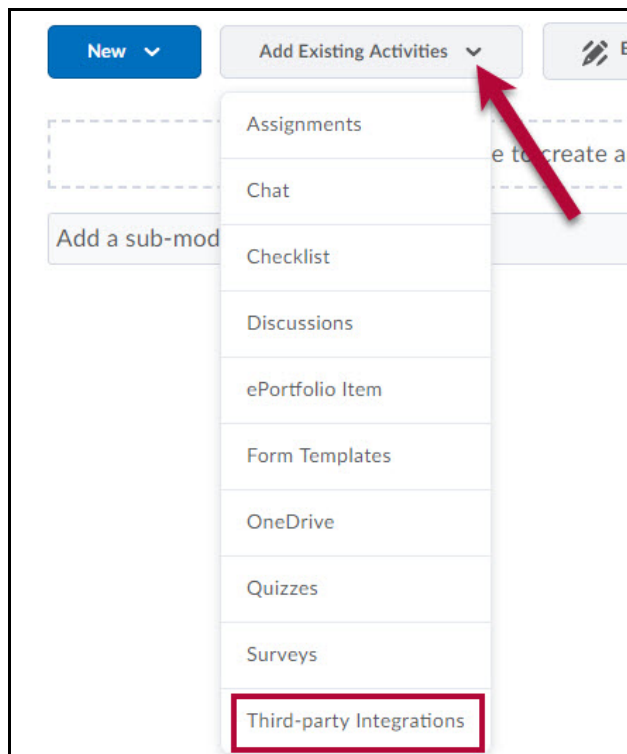 New
Add Existing Activities
Assignments
e to create a
Chat
Add a sub-mod
Checklist
Discussions
ePortfolio Item
Form Templates
OneDrive
Quizzes
Surveys
Third-party Integrations